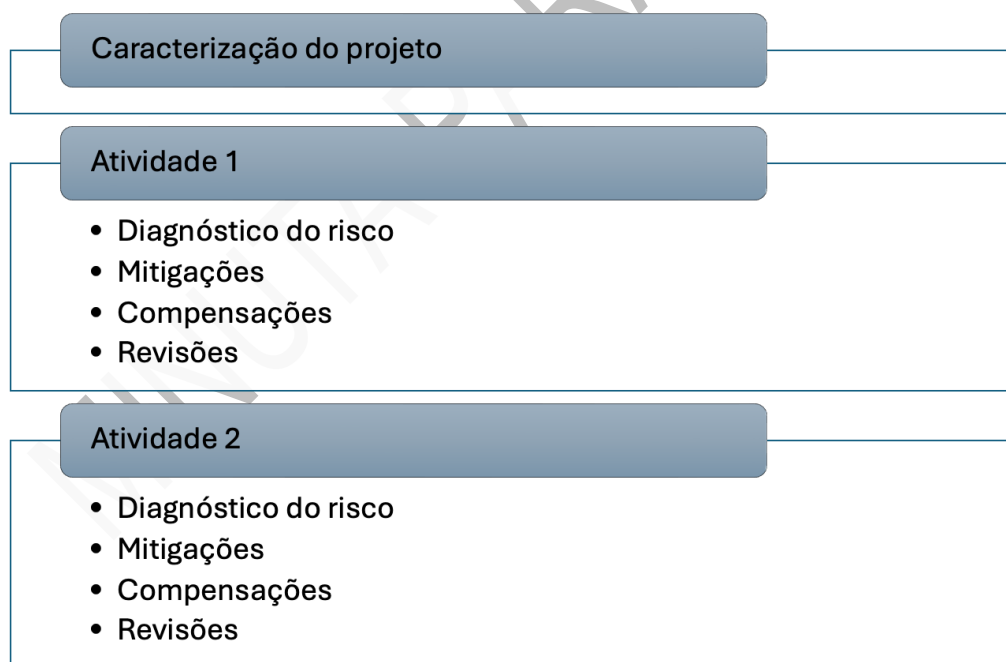 Caracterização do projeto
Atividade 1
• Diagnóstico do risco
• Mitigações
• Compensações
• Revisões
Atividade 2
• Diagnóstico do risco
• Mitigações
• Compensações
• Revisões
MINUTA